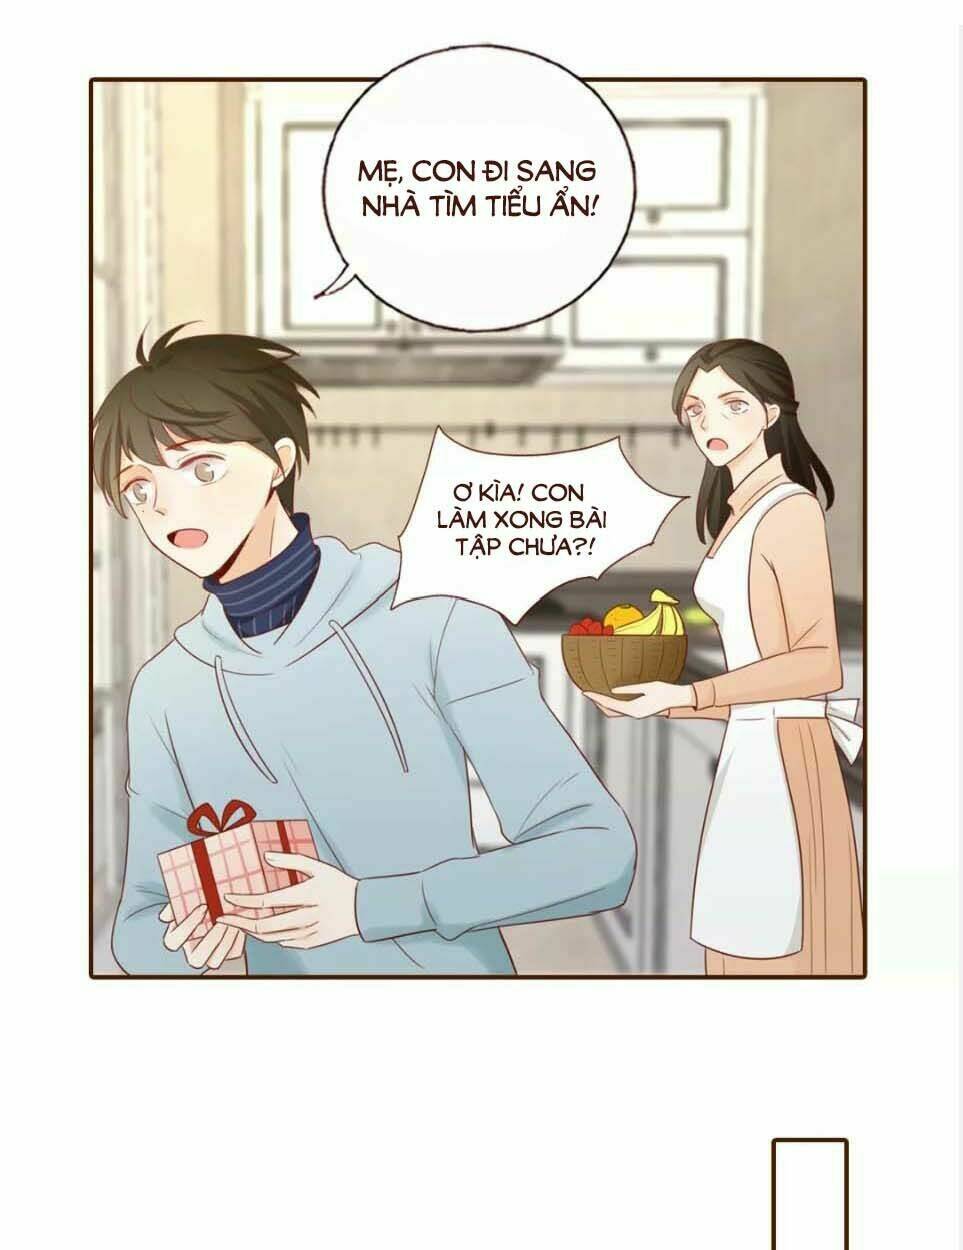 MẸ, CON ĐI SANG
NHÀ TÌM TIỂU ẨN!
Ơ KÌA! CON
LÀM XONG BÀI
TẬP CHƯA?!